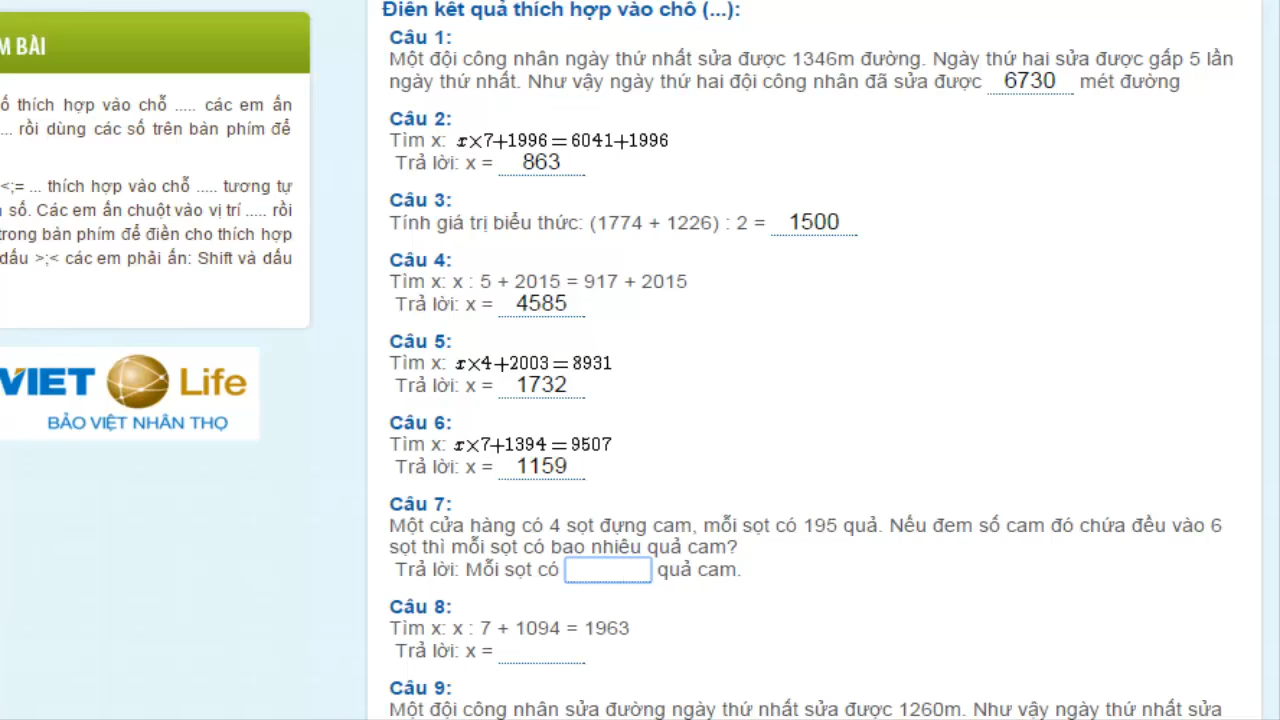 M BÀI
ố thích hợp vào chỗ ..... các em ấn
... rồi dùng các số trên bàn phím để
<;= ... thích hợp vào chỗ ..... tương tự
số. Các em ấn chuột vào vị trí ..... rồi
trong bàn phím để điền cho thích hợp
dấu >;< các em phải ấn: Shift và dấu
VIET Life
BẢO VIỆT NHÂN THỌ
Điền kết quả thích hợp vào chỗ (...):
Câu 1:
Một đội công nhân ngày thứ nhất sửa được 1346m đường. Ngày thứ hai sửa được gấp 5 lần
ngày thứ nhất. Như vậy ngày thứ hai đội công nhân đã sửa được 6730 mét đường
Câu 2:
Tìm x: x×7+1996=6041+1996
Trả lời: x = 863
Câu 3:
Tính giá trị biểu thức: (1774 + 1226) : 2 = 1500
Câu 4:
Tìm x: x : 5 + 2015 = 917 + 2015
Trả lời: x = 4585
Câu 5:
Tìm x: x×4+2003=8931
Trả lời: x = 1732
Câu 6:
Tìm x: x×7+1394=9507
Trả lời: x = 1159
Câu 7:
Một cửa hàng có 4 sọt đựng cam, mỗi sọt có 195 quả. Nếu đem số cam đó chứa đều vào 6
sọt thì mỗi sọt có bao nhiêu quả cam?
Trả lời: Mỗi sọt có quả cam.
Câu 8:
Tìm x: x : 7 + 1094 = 1963
Trả lời: x =
Câu 9:
Một đội công nhân sửa đường ngày thứ nhất sửa được 1260m. Như vậy ngày thứ nhất sửa